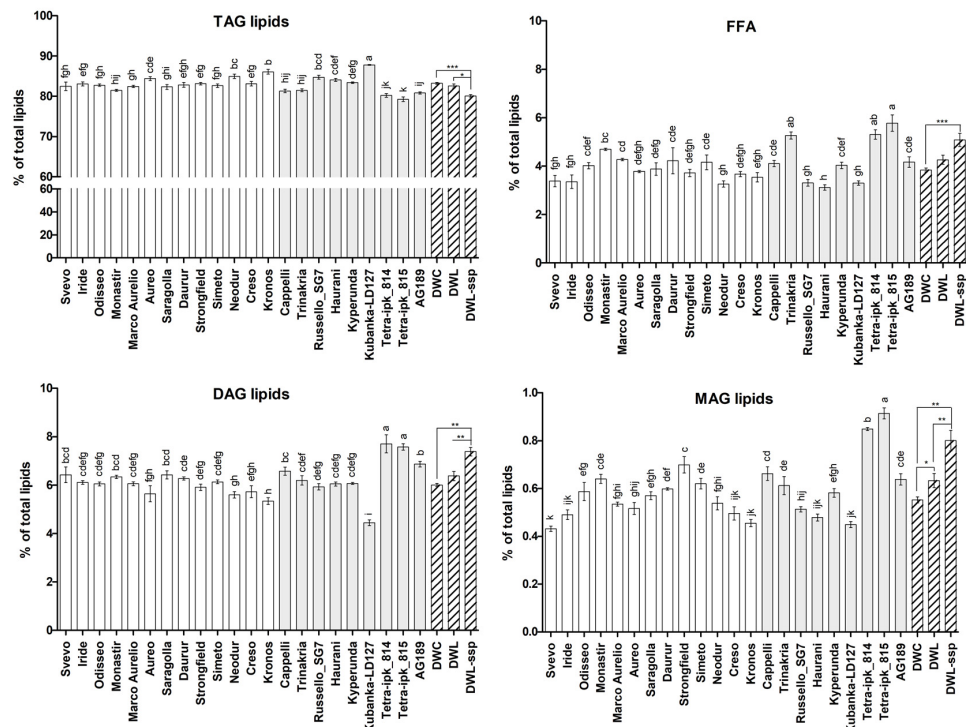 TAG lipids
% of total lipids
100
90
80
70
60
60
40
20
0
fgh efg fgh hij gh cde ghi efg efg fgh bc efg b hij hij bcd cdef efg a jk k ij
*** *
Svevo
Iride
Odisseo
Monastir
Marco Aurelio
Aureo
Saragolla
Daurur
Strongfield
Simeto
Neodur
Creso
Kronos
Cappelli
Trinakria
Russello_SG7
Haurani
Kyperunda
Kubanka-LD127
Tetra-ipk_814
Tetra-ipk_815
AG189
DWC
DWL
DWL-ssp
FFA
% of total lipids
10
8
6
4
2
0
fgh fgh cdef bc cd defgh defgh cde efgh cde gh defgh efgh cde ab gh h cdef gh ab a cde
***
Svevo
Iride
Odisseo
Monastir
Marco Aurelio
Aureo
Saragolla
Daurur
Strongfield
Simeto
Neodur
Creso
Kronos
Cappelli
Trinakria
Russello_SG7
Haurani
Kyperunda
Kubanka-LD127
Tetra-ipk_814
Tetra-ipk_815
AG189
DWC
DWL
DWL-ssp
DAG lipids
% of total lipids
10
8
6
4
2
0
bcd cdefg cdefg bcd cdefg fgh bcd cde defg cdefg gh efgh h bc cdef defg cdefg cdefg i a a b
** **
Svevo
Iride
Odisseo
Monastir
Marco Aurelio
Aureo
Saragolla
Daurur
Strongfield
Simeto
Neodur
Creso
Kronos
Cappelli
Trinakria
Russello_SG7
Haurani
Kyperunda
Kubanka-LD127
Tetra-ipk_814
Tetra-ipk_815
AG189
DWC
DWL
DWL-ssp
MAG lipids
% of total lipids
1.0
0.8
0.6
0.4
0.2
0.0
k ijk efg cde fghi ghij efgh def c de fghi ijk jk cd de ghij ijk efgh jk b a cde
** ** *
Svevo
Iride
Odisseo
Monastir
Marco Aurelio
Aureo
Saragolla
Daurur
Strongfield
Simeto
Neodur
Creso
Kronos
Cappelli
Trinakria
Russello_SG7
Haurani
Kyperunda
Kubanka-LD127
Tetra-ipk_814
Tetra-ipk_815
AG189
DWC
DWL
DWL-ssp